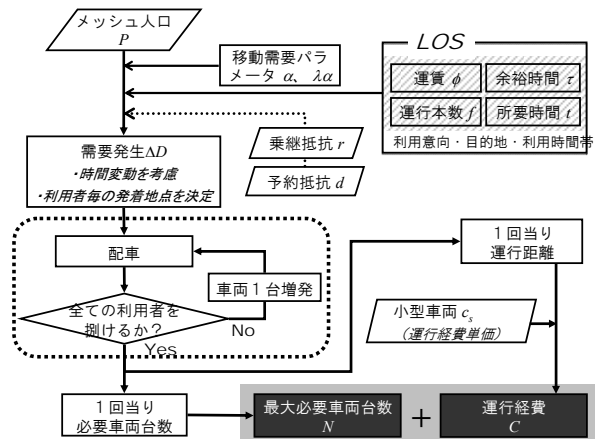 メッシュ人口
P
移動需要パラ
メータ α、 λα
LOS
運賃 ϕ
余裕時間 τ
運行本数 f
所要時間 t
利用意向・目的地・利用時間帯
乗継抵抗 r
予約抵抗 d
需要発生ΔD
・時間変動を考慮
・利用者毎の発着地点を決定
配車
車両１台増発
全ての利用者を
捌けるか？
No
Yes
１回当り
運行距離
小型車両 cs
（運行経費単価）
１回当り
必要車両台数
最大必要車両台数
N
＋
運行経費
C